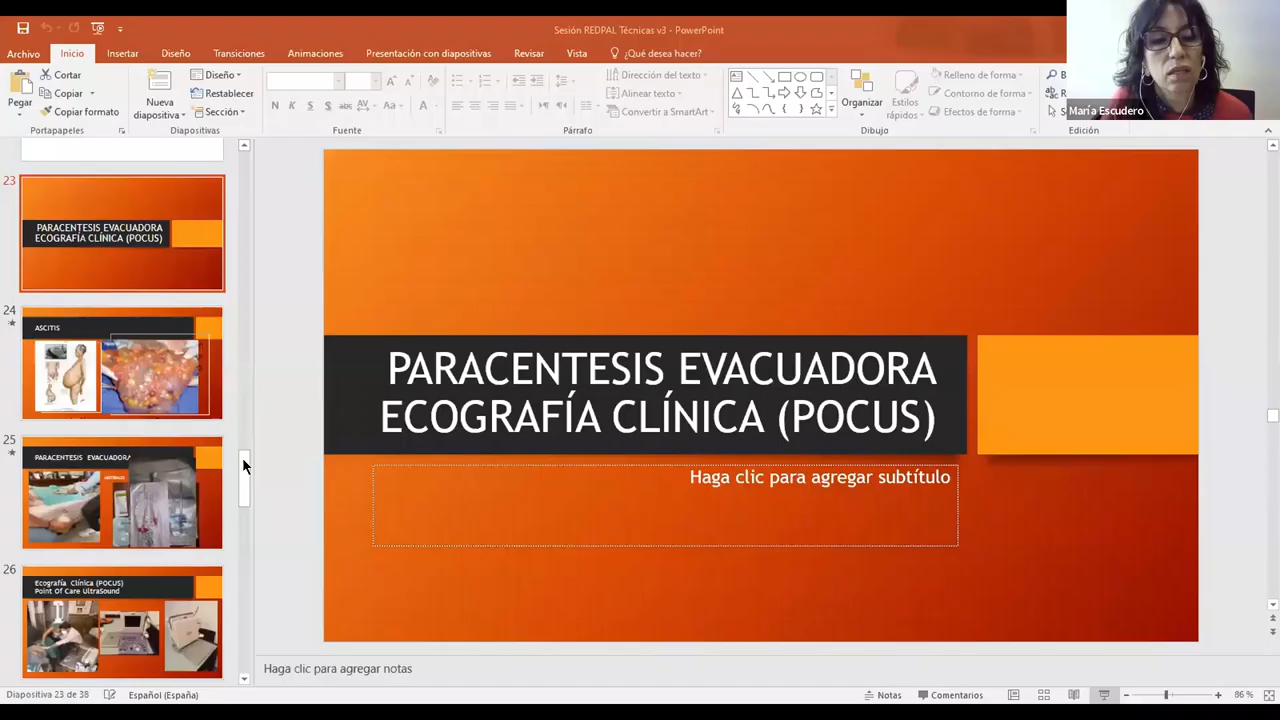 Sesión REDPAL Técnicas v3 - PowerPoint
Archivo
Inicio
Insertar
Diseño
Transiciones
Animaciones
Presentación con diapositivas
Revisar
Vista
¿Qué desea hacer?
María Escudero
Pegar
Cortar
Copiar
Copiar formato
Portapapeles
Nueva
diapositiva
Diseño
Restablecer
Sección
Diapositivas
Fuente
Dirección del texto
Alinear texto
Convertir a SmartArt
Párrafo
Organizar
Estilos
rápidos
Relleno de forma
Contorno de forma
Efectos de forma
Dibujo
Edición
23
PARACENTESIS EVACUADORA
ECOGRAFÍA CLÍNICA (POCUS)
24
ASCITIS
25
PARACENTESIS EVACUADORA
26
Ecografía Clínica (POCUS)
Point Of Care UltraSound
PARACENTESIS EVACUADORA
ECOGRAFÍA CLÍNICA (POCUS)
Haga clic para agregar subtítulo
Haga clic para agregar notas
Diapositiva 23 de 38
Español (España)
Notas
Comentarios
86 %